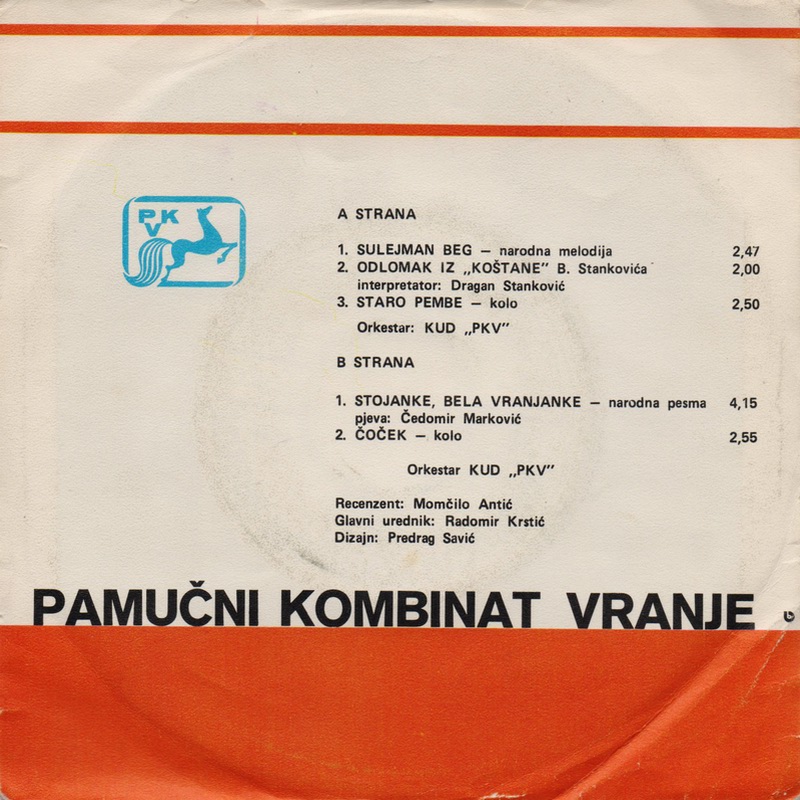 PKV
A STRANA
1. SULEJMAN BEG – narodna melodija 2,47
2. ODLOMAK IZ „KOŠTANE” B. Stankovića 2,00
interpretator: Dragan Stanković
3. STARO PEMBE – kolo 2,50
Orkestar: KUD „PKV”
B STRANA
1. STOJANKE, BELA VRANJANKE – narodna pesma 4,15
pjeva: Čedomir Marković
2. ČOČEK – kolo 2,55
Orkestar KUD „PKV”
Recenzent: Momčilo Antić
Glavni urednik: Radomir Krstić
Dizajn: Predrag Savić
PAMUČNI KOMBINAT VRANJE